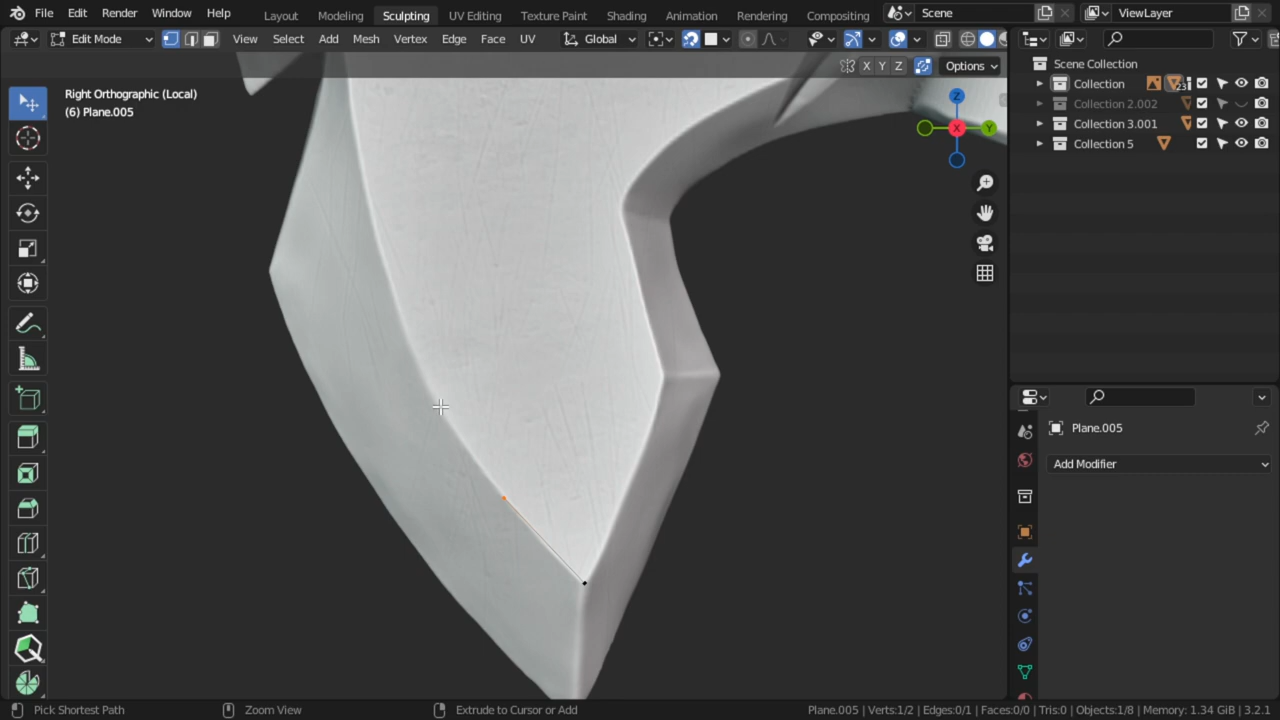 File Edit Render Window Help Layout Modeling Sculpting UV Editing Texture Paint Shading Animation Rendering Compositing Scene ViewLayer
Edit Mode View Select Add Mesh Vertex Edge Face UV Global
X Y Z Options
Right Orthographic (Local)
(6) Plane.005
Z
X
Y
Scene Collection
Collection 23
Collection 2.002
Collection 3.001
Collection 5
Plane.005
Add Modifier
Pick Shortest Path Zoom View Extrude to Cursor or Add Plane.005 | Verts:1/2 | Edges:0/1 | Faces:0/0 | Tris:0 | Objects:1/8 | Memory: 1.34 GiB | 3.2.1